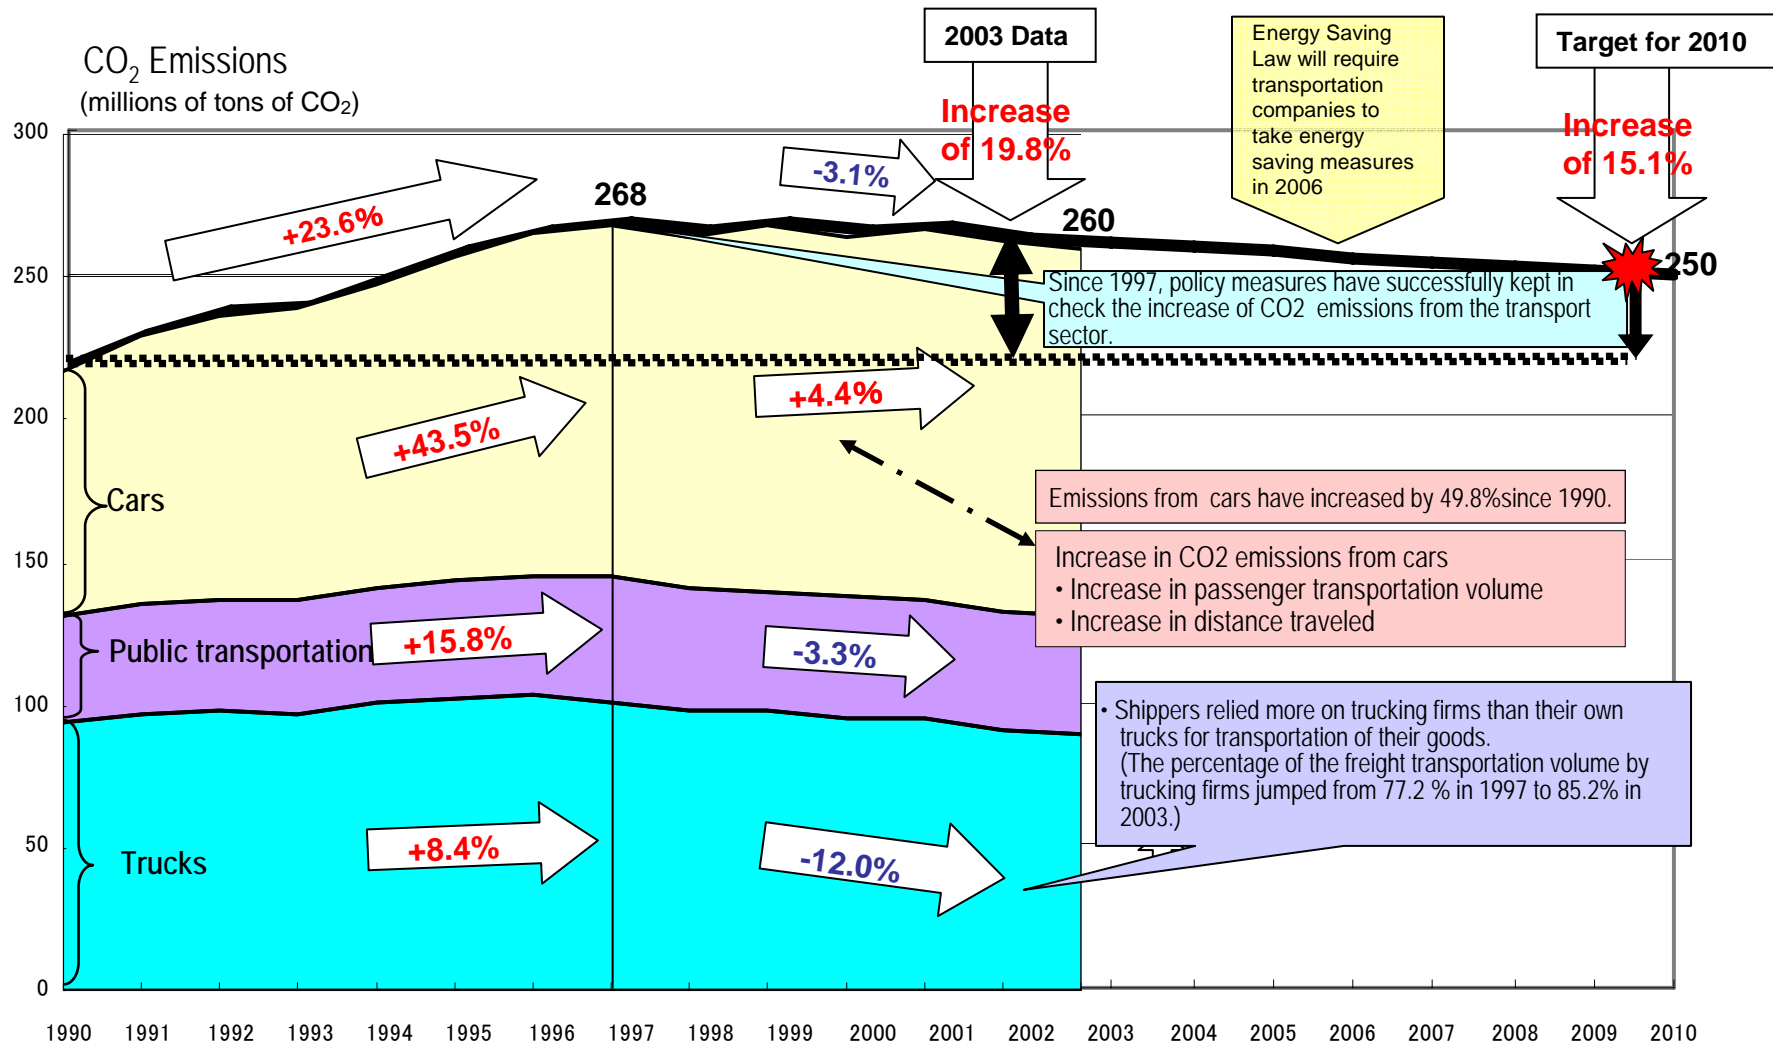 CO2 Emissions
(millions of tons of CO2)
2003 Data
Increase
of 19.8%
Energy Saving
Law will require
transportation
companies to
take energy
saving measures
in 2006
Target for 2010
Increase
of 15.1%
300
250
200
150
100
50
0
+23.6%
268
-3.1%
260
250
Since 1997, policy measures have successfully kept in
check the increase of CO2 emissions from the transport
sector.
+43.5%
+4.4%
Cars
Emissions from cars have increased by 49.8%since 1990.
Increase in CO2 emissions from cars
• Increase in passenger transportation volume
• Increase in distance traveled
Public transportation
+15.8%
-3.3%
• Shippers relied more on trucking firms than their own
trucks for transportation of their goods.
(The percentage of the freight transportation volume by
trucking firms jumped from 77.2 % in 1997 to 85.2% in
2003.)
Trucks
+8.4%
-12.0%
1990 1991 1992 1993 1994 1995 1996 1997 1998 1999 2000 2001 2002 2003 2004 2005 2006 2007 2008 2009 2010